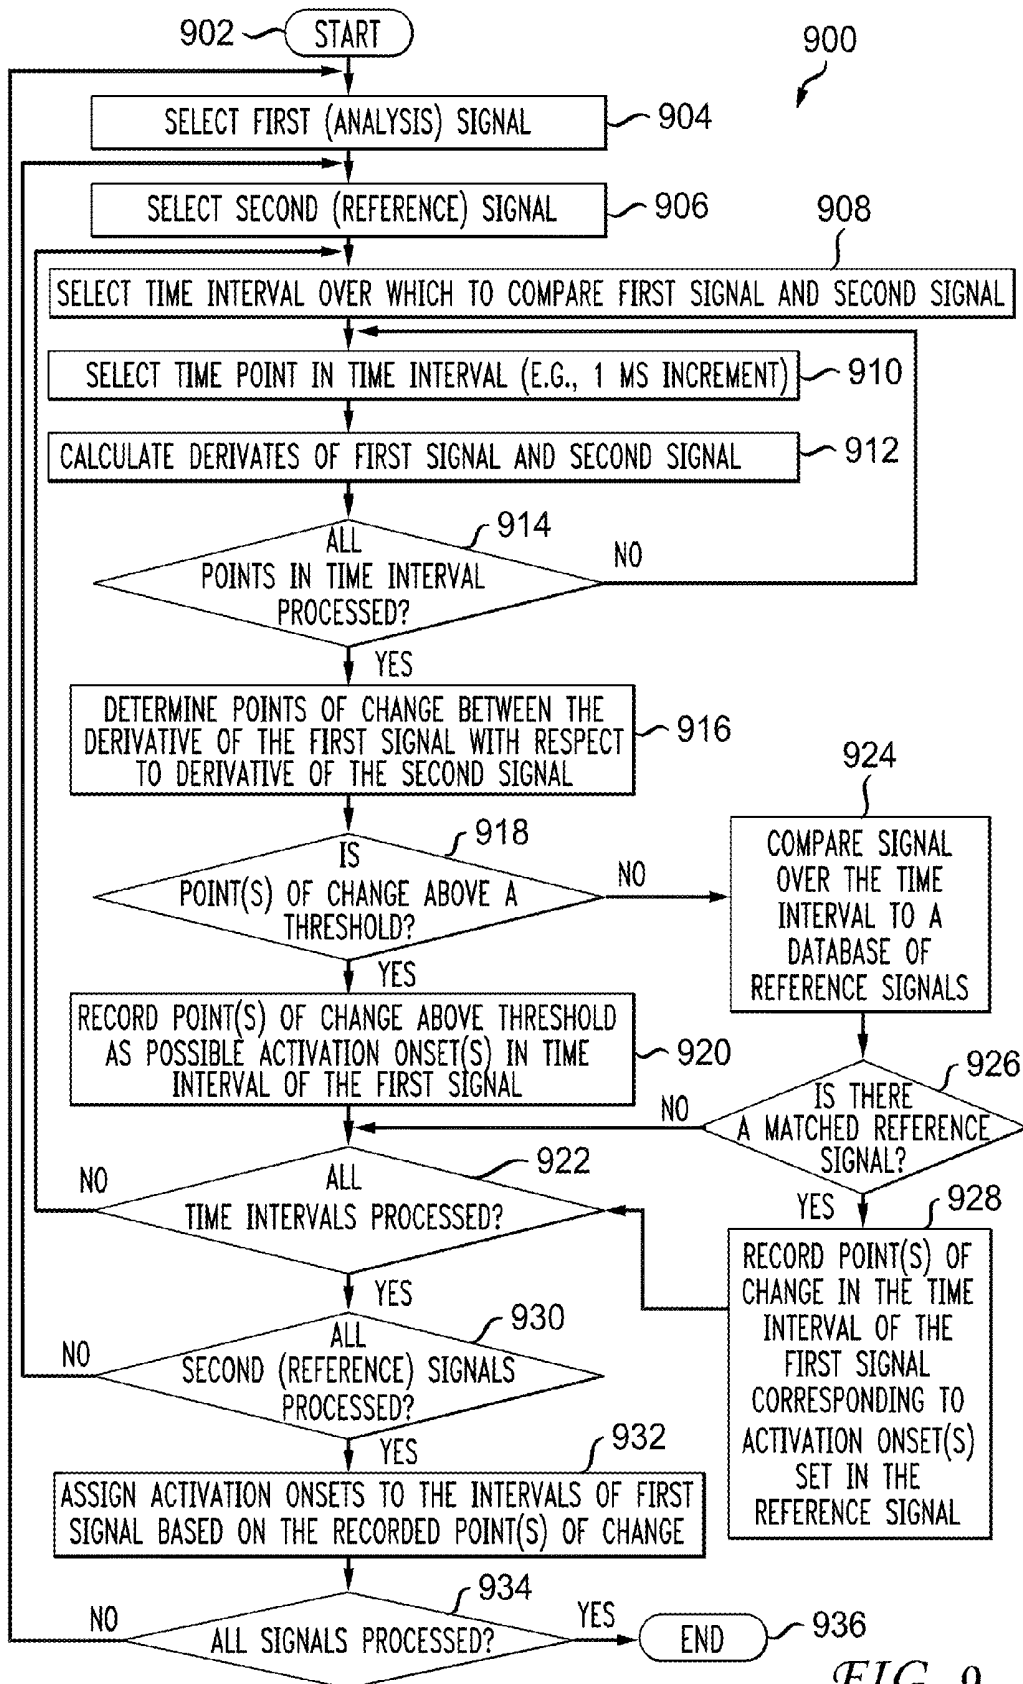 902
START
900
SELECT FIRST (ANALYSIS) SIGNAL
904
SELECT SECOND (REFERENCE) SIGNAL
906
908
SELECT TIME INTERVAL OVER WHICH TO COMPARE FIRST SIGNAL AND SECOND SIGNAL
SELECT TIME POINT IN TIME INTERVAL (E.G., 1 MS INCREMENT)
910
CALCULATE DERIVATES OF FIRST SIGNAL AND SECOND SIGNAL
912
914
ALL
POINTS IN TIME INTERVAL
PROCESSED?
NO
YES
DETERMINE POINTS OF CHANGE BETWEEN THE
DERIVATIVE OF THE FIRST SIGNAL WITH RESPECT
TO DERIVATIVE OF THE SECOND SIGNAL
916
918
IS
POINT(S) OF CHANGE ABOVE A
THRESHOLD?
NO
YES
924
COMPARE SIGNAL
OVER THE TIME
INTERVAL TO A
DATABASE OF
REFERENCE SIGNALS
RECORD POINT(S) OF CHANGE ABOVE THRESHOLD
AS POSSIBLE ACTIVATION ONSET(S) IN TIME
INTERVAL OF THE FIRST SIGNAL
920
926
IS THERE
A MATCHED REFERENCE
SIGNAL?
NO
YES
922
ALL
TIME INTERVALS PROCESSED?
NO
YES
928
RECORD POINT(S) OF
CHANGE IN THE TIME
INTERVAL OF THE
FIRST SIGNAL
CORRESPONDING TO
ACTIVATION ONSET(S)
SET IN THE
REFERENCE SIGNAL
930
ALL
SECOND (REFERENCE) SIGNALS
PROCESSED?
NO
YES
932
ASSIGN ACTIVATION ONSETS TO THE INTERVALS OF FIRST
SIGNAL BASED ON THE RECORDED POINT(S) OF CHANGE
934
ALL SIGNALS PROCESSED?
NO
YES
END
936
FIG. 9